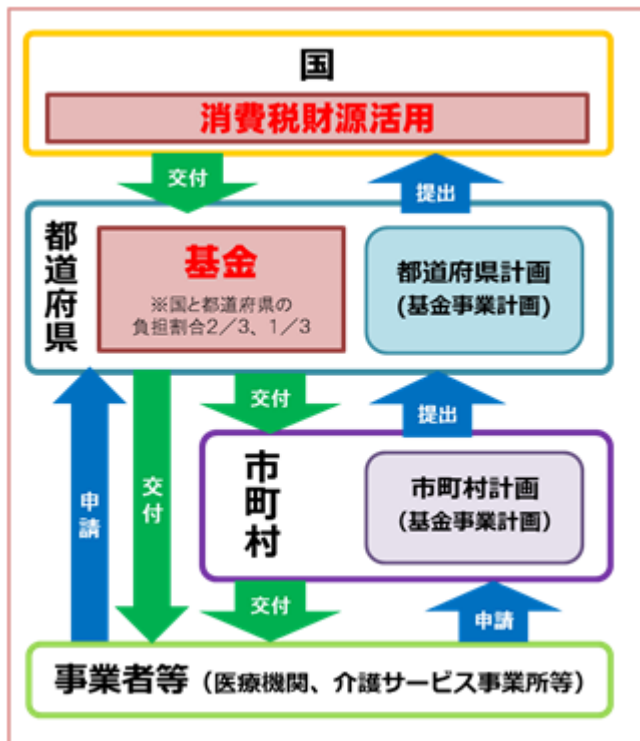 国
消費税財源活用
交付
提出
都道府県
基金
※国と都道府県の
負担割合2／3、1／3
都道府県計画
(基金事業計画)
交付
提出
申請
交付
市町村
市町村計画
(基金事業計画)
交付
申請
事業者等（医療機関、介護サービス事業所等）